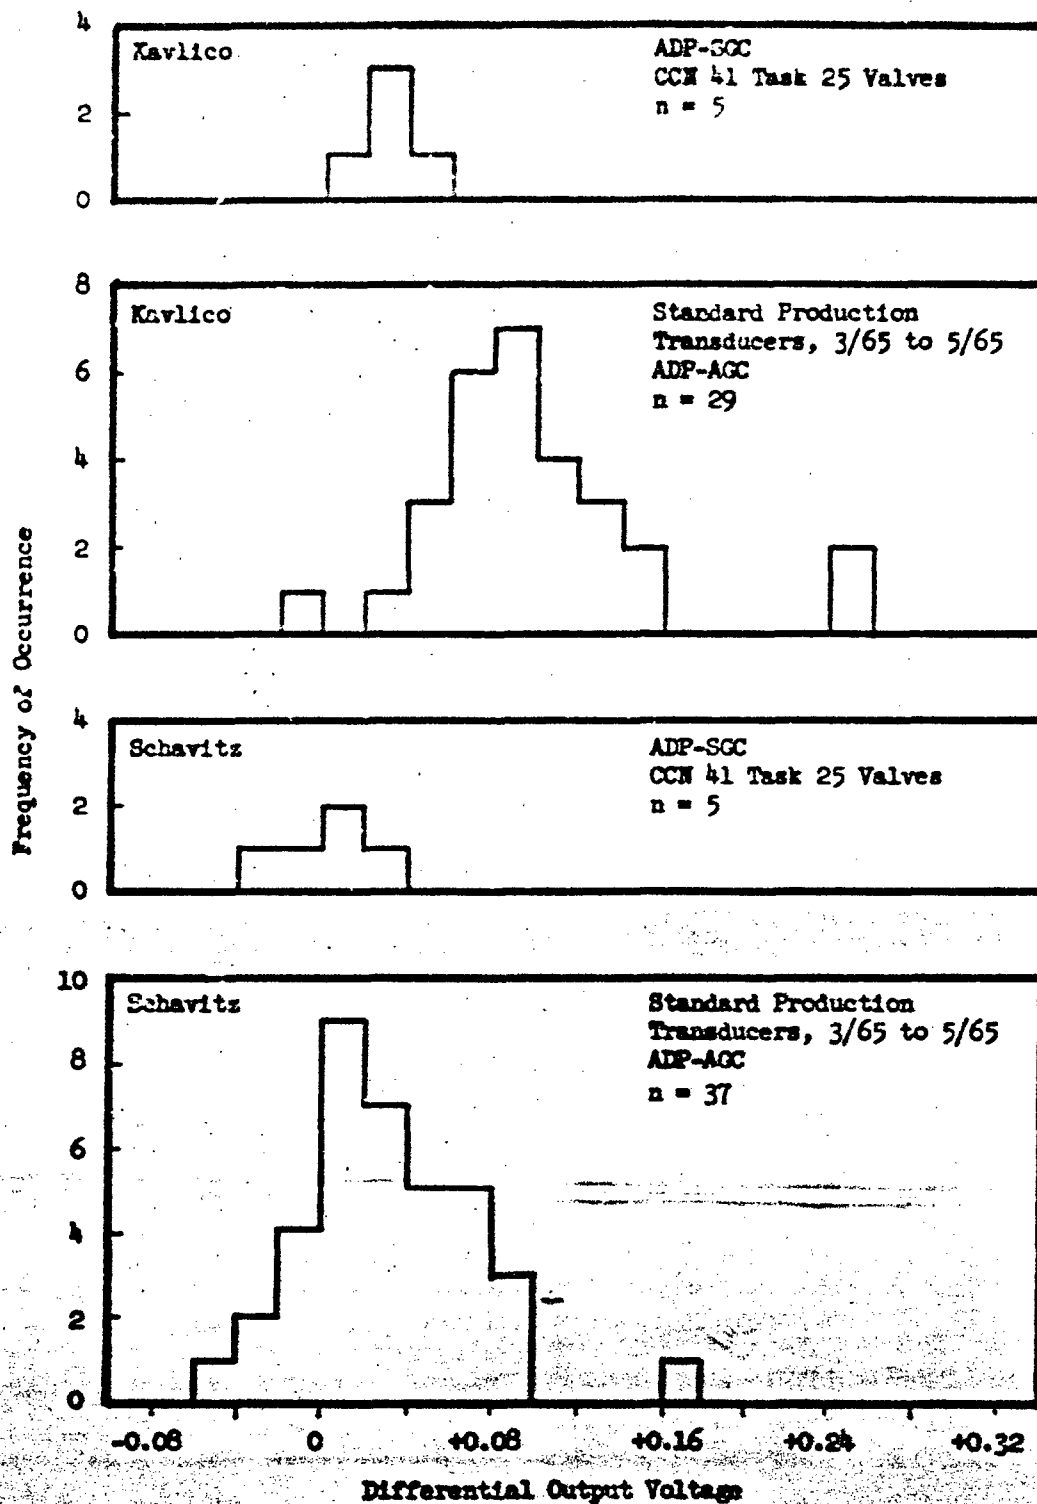 4
Kavlico
ADP-SGC
CCN 41 Task 25 Valves
n = 5
2
0
8
Kavlico
Standard Production
Transducers, 3/65 to 5/65
ADP-AGC
n = 29
6
4
2
0
Frequency of Occurrence
4
Schavitz
ADP-SGC
CCN 41 Task 25 Valves
n = 5
2
0
10
Schavitz
Standard Production
Transducers, 3/65 to 5/65
ADP-AGC
n = 37
8
6
4
2
0
-0.08 0 +0.08 +0.16 +0.24 +0.32
Differential Output Voltage